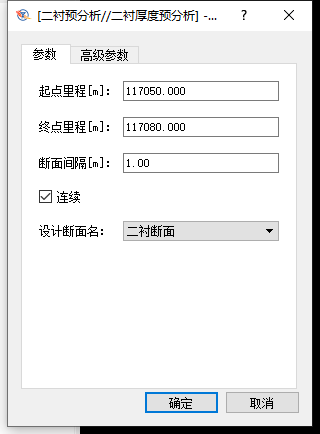 [二衬预分析//二衬厚度预分析] -...
?
参数 高级参数
起点里程[m]: 117050.000
终点里程[m]: 117080.000
断面间隔[m]: 1.00
连续
设计断面名: 二衬断面
确定 取消